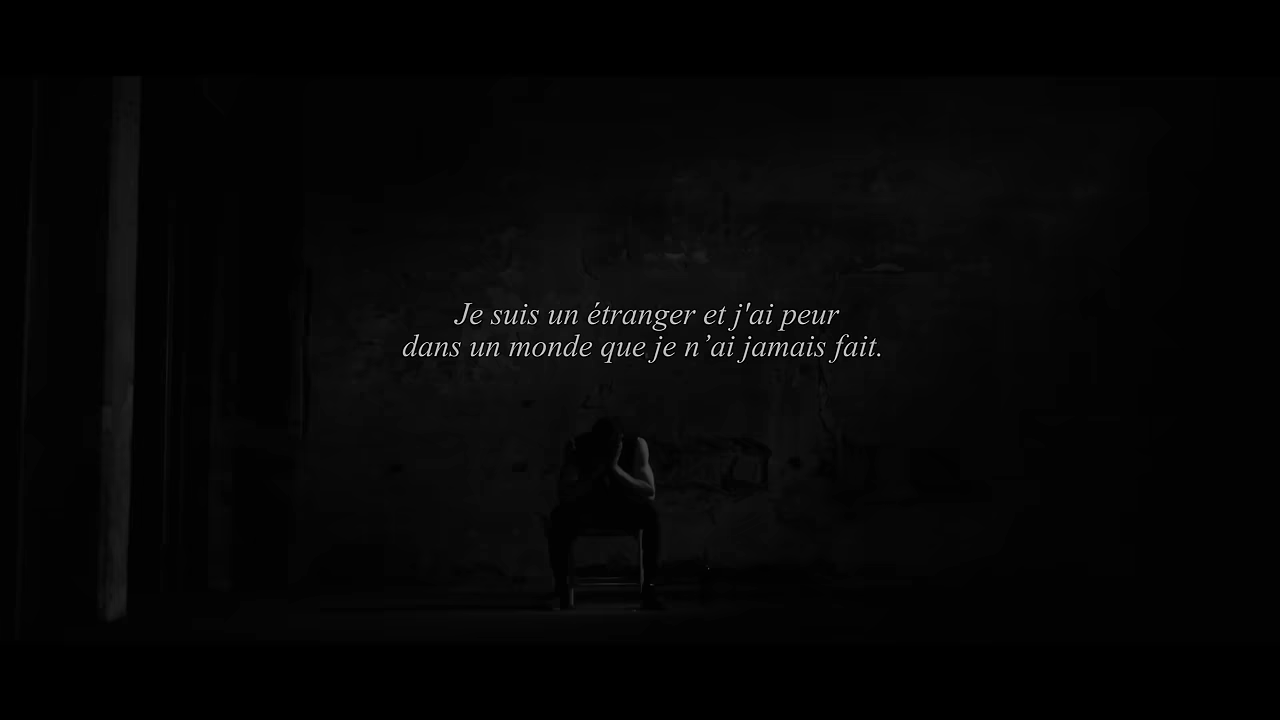 Je suis un étranger et j'ai peur
dans un monde que je n’ai jamais fait.